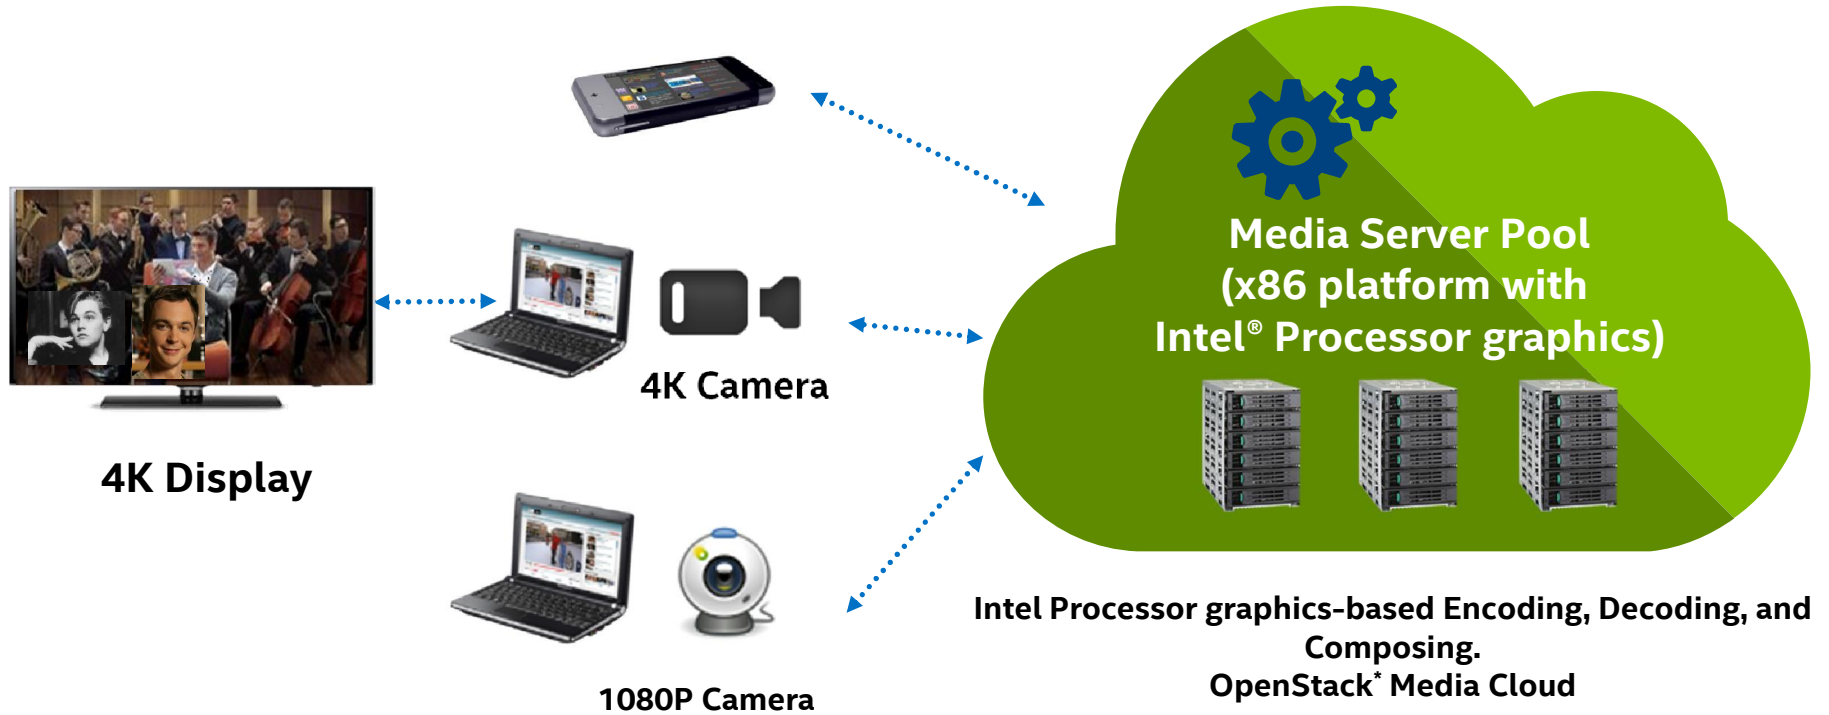 Media Server Pool
(x86 platform with
Intel® Processor graphics)
4K Camera
4K Display
1080P Camera
Intel Processor graphics-based Encoding, Decoding, and
Composing.
OpenStack* Media Cloud